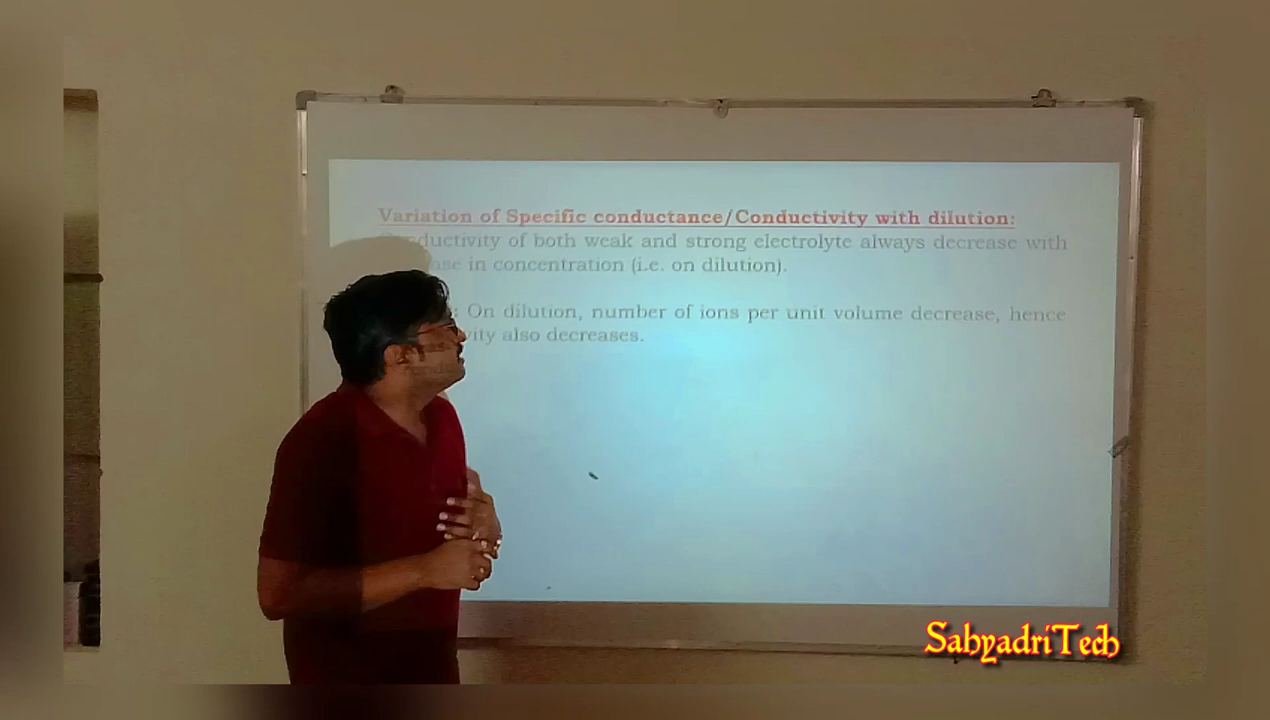 Variation of Specific conductance/Conductivity with dilution:
Conductivity of both weak and strong electrolyte always decrease with
in concentration (i.e. on dilution).
: On dilution, number of ions per unit volume decrease, hence
also decreases.
SahyadriTech